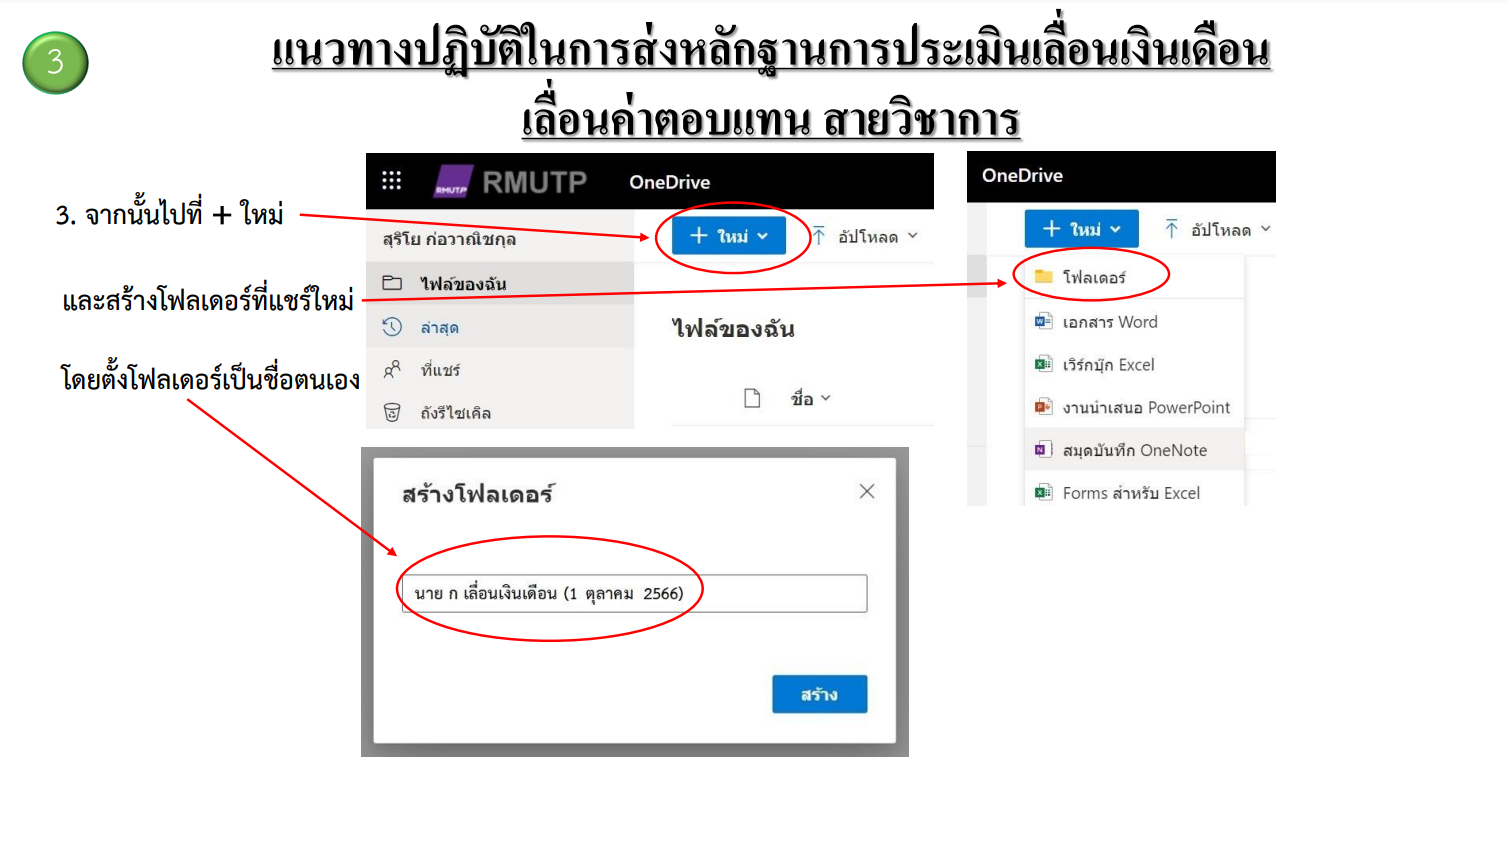 3
แนวทางปฏิบัติในการส่งหลักฐานการประเมินเลื่อนเงินเดือน
เลื่อนค่าตอบแทน สายวิชาการ
3. จากนั้นไปที่ + ใหม่
และสร้างโฟลเดอร์ที่แชร์ใหม่
โดยตั้งโฟลเดอร์เป็นชื่อตนเอง
RMUTP RMUTP OneDrive
สุริโย ก่อวาณิชกุล
ไฟล์ของฉัน
ล่าสุด
ที่แชร์
ถังรีไซเคิล
+ ใหม่
อัปโหลด
ไฟล์ของฉัน
ชื่อ
OneDrive
+ ใหม่
อัปโหลด
โฟลเดอร์
เอกสาร Word
เวิร์กบุ๊ก Excel
งานนำเสนอ PowerPoint
สมุดบันทึก OneNote
Forms สำหรับ Excel
สร้างโฟลเดอร์
นาย ก เลื่อนเงินเดือน (1 ตุลาคม 2566)
สร้าง